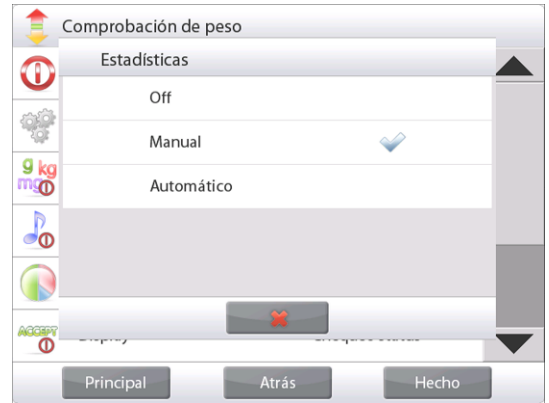 Comprobación de peso
Estadísticas
Off
Manual
Automático
g kg
mg
ACCEPT
Principal
Atrás
Hecho